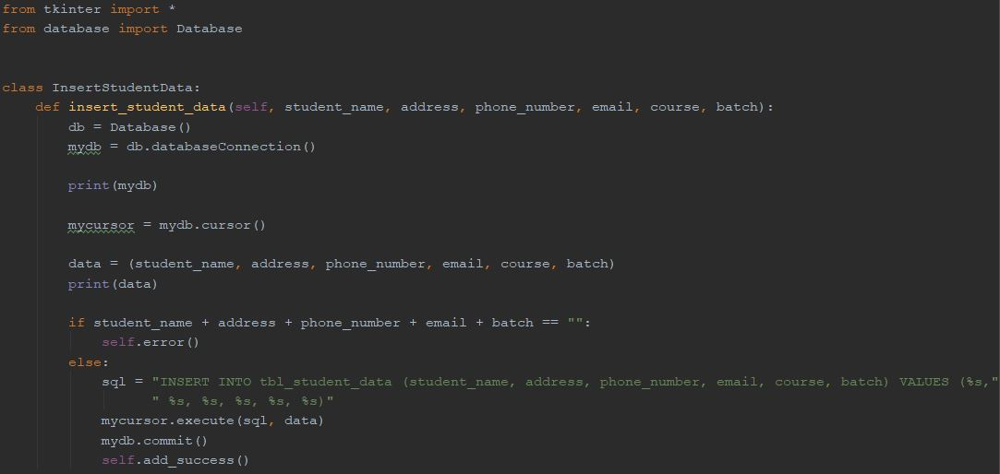 from tkinter import *
from database import Database
class InsertStudentData:
def insert_student_data(self, student_name, address, phone_number, email, course, batch):
db = Database()
mydb = db.databaseConnection()
print(mydb)
mycursor = mydb.cursor()
data = (student_name, address, phone_number, email, course, batch)
print(data)
if student_name + address + phone_number + email + batch == "":
self.error()
else:
sql = "INSERT INTO tbl_student_data (student_name, address, phone_number, email, course, batch) VALUES (%s,"
" %s, %s, %s, %s, %s)"
mycursor.execute(sql, data)
mydb.commit()
self.add_success()